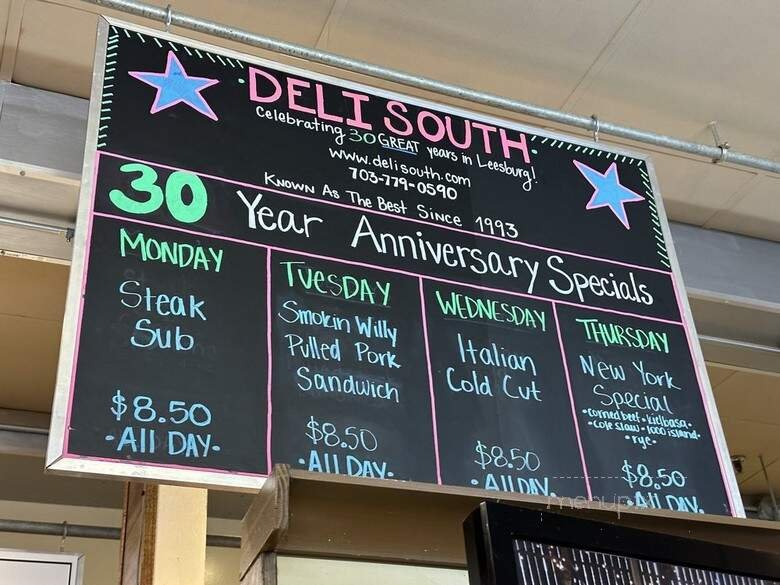 DELI SOUTH
Celebrating 30 GREAT years in Leesburg!
www.delisouth.com
703-779-0590
KNOWN AS THE BEST SINCE 1993
30 Year Anniversary Specials
MONDAY
Steak
Sub
$8.50
•All DAY•
TUESDAY
Smokin Willy
Pulled Pork
Sandwich
$8.50
•All DAY•
WEDNESDAY
Italian
Cold Cut
$8.50
•All DAY•
THURSDAY
New York
Special
•corned beef•kielbasa•
•cole slaw•1000 island•
•rye•
$8.50
•All DAY•
menupix